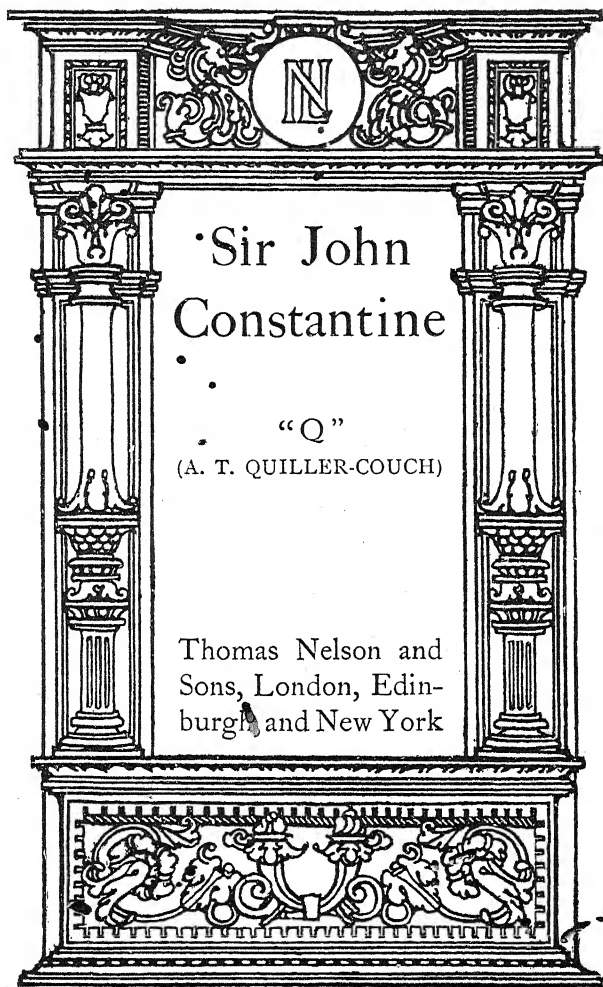 NL
Sir John
Constantine
“Q”
(A. T. QUILLER-COUCH)
Thomas Nelson and
Sons, London, Edin-
burgh and New York